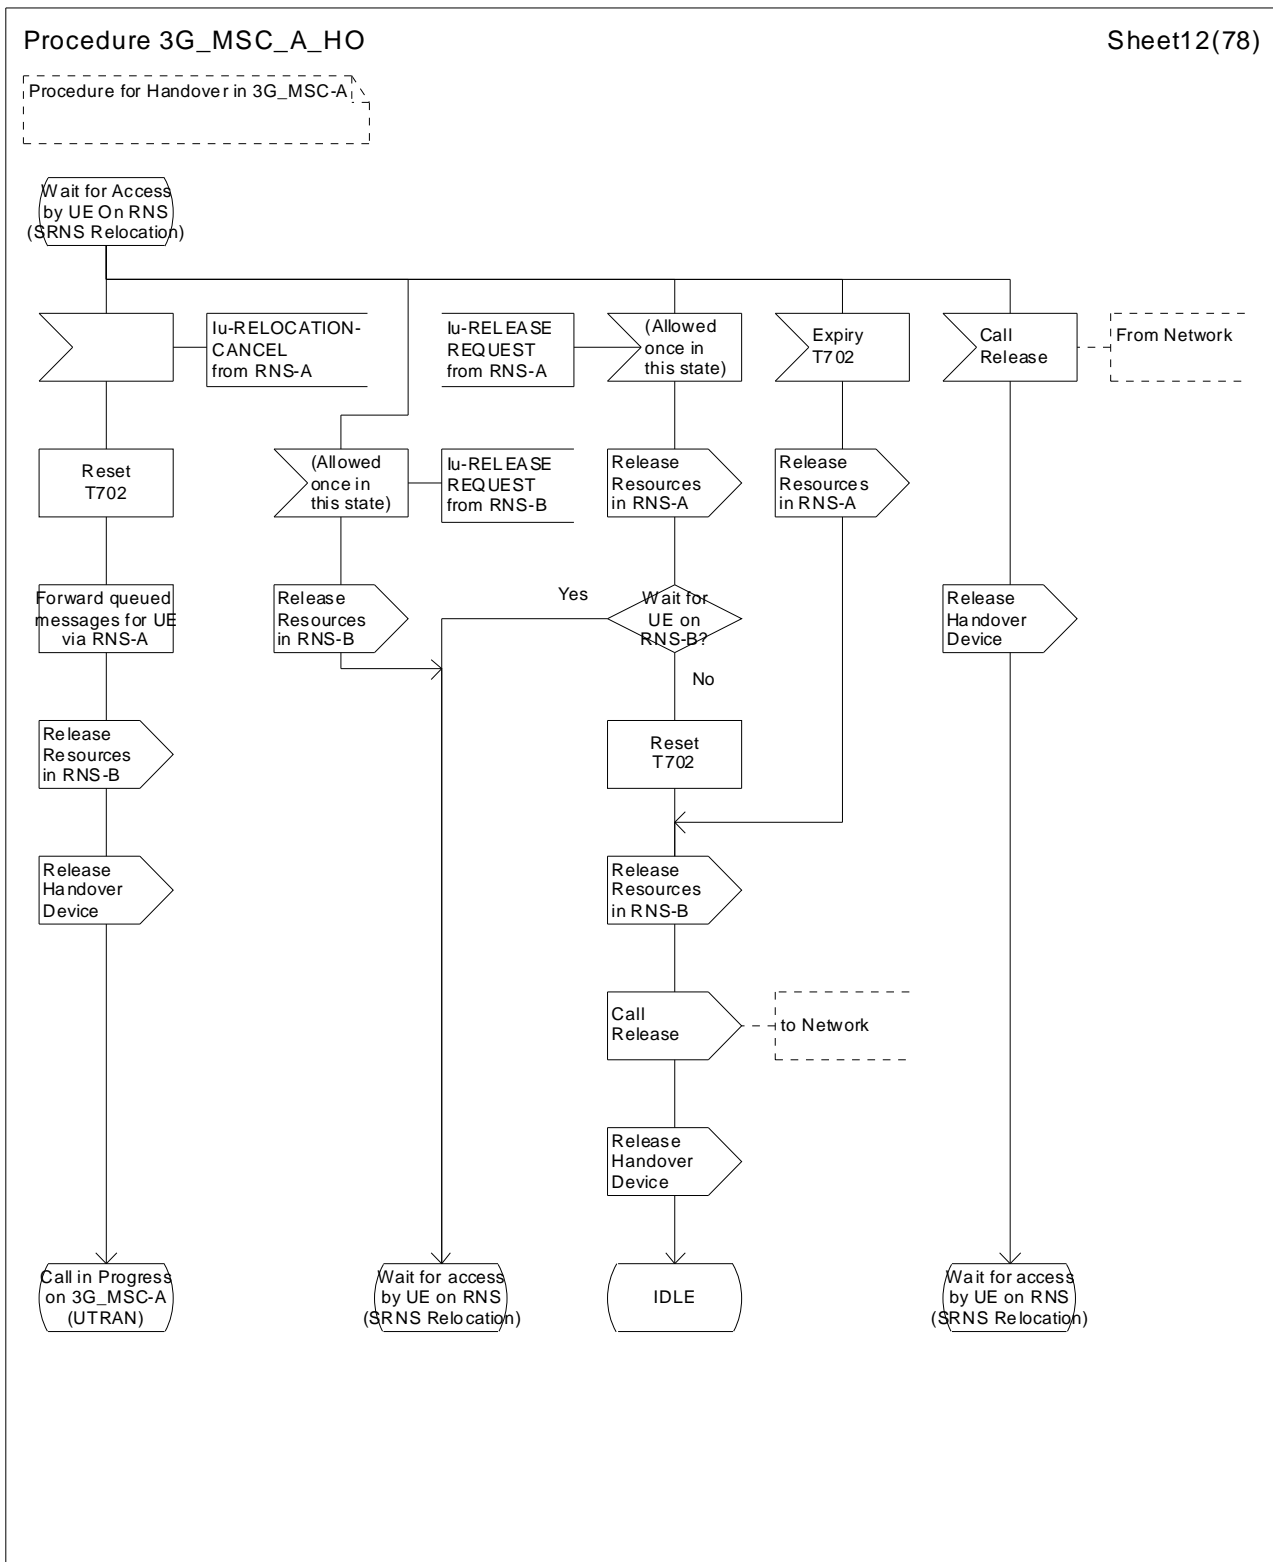 Procedure 3G_MSC_A_HO
Sheet12(78)
Procedure for Handover in 3G_MSC-A
Wait for Access
by UE On RNS
(SRNS Relocation)
Iu-RELOCATION-
CANCEL
from RNS-A
Iu-RELEASE
REQUEST
from RNS-A
(Allowed
once in
this state)
Expiry
T702
Call
Release
From Network
Reset
T702
(Allowed
once in
this state)
Iu-RELEASE
REQUEST
from RNS-B
Release
Resources
in RNS-A
Release
Resources
in RNS-A
Forward queued
messages for UE
via RNS-A
Release
Resources
in RNS-B
Yes
Wait for
UE on
RNS-B?
No
Release
Handover
Device
Release
Resources
in RNS-B
Reset
T702
Release
Handover
Device
Release
Resources
in RNS-B
Call
Release
to Network
Release
Handover
Device
Call in Progress
on 3G_MSC-A
(UTRAN)
Wait for access
by UE on RNS
(SRNS Relocation)
IDLE
Wait for access
by UE on RNS
(SRNS Relocation)